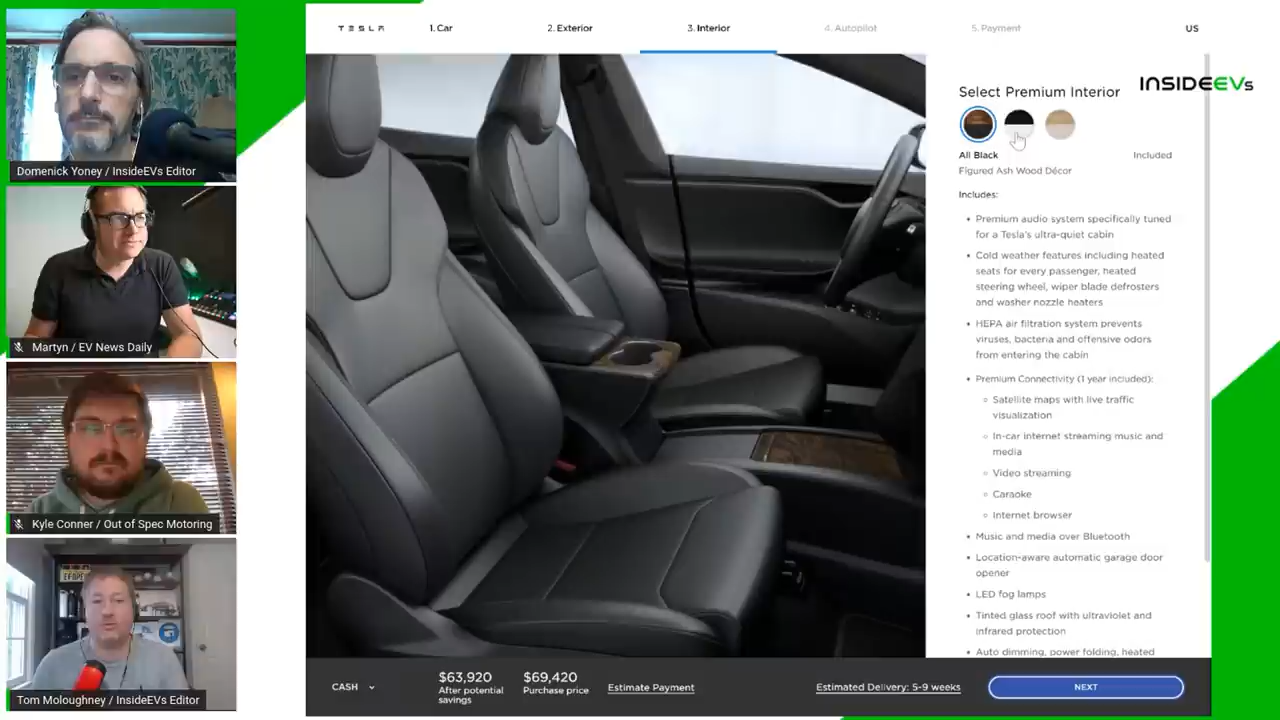 Domenick Yoney / InsideEVs Editor
Martyn / EV News Daily
Kyle Conner / Out of Spec Motoring
Tom Moloughney / InsideEVs Editor
TESLA
1. Car
2. Exterior
3. Interior
4. Autopilot
5. Payment
US
INSIDEEVs
Select Premium Interior
All Black
Included
Figured Ash Wood Décor
Includes:
• Premium audio system specifically tuned
for a Tesla's ultra-quiet cabin
• Cold weather features including heated
seats for every passenger, heated
steering wheel, wiper blade defrosters
and washer nozzle heaters
• HEPA air filtration system prevents
viruses, bacteria and offensive odors
from entering the cabin
• Premium Connectivity (1 year included):
Satellite maps with live traffic
visualization
In-car internet streaming music and
media
Video streaming
Caraoke
Internet browser
• Music and media over Bluetooth
• Location-aware automatic garage door
opener
• LED fog lamps
• Tinted glass roof with ultraviolet and
infrared protection
• Auto dimming, power folding, heated
CASH
$63,920
After potential
savings
$69,420
Purchase price
Estimate Payment
Estimated Delivery: 5-9 weeks
NEXT